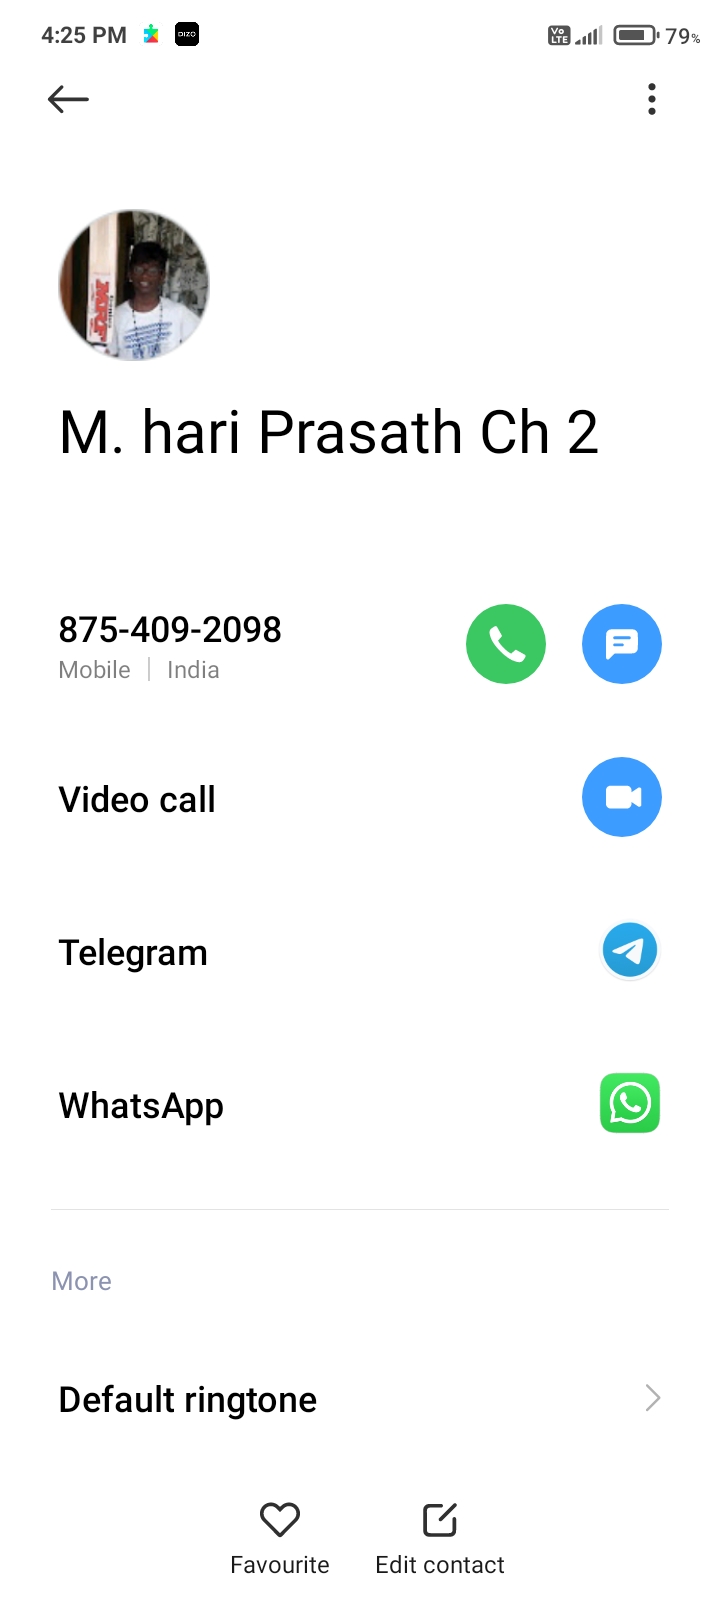 4:25 PM
DIZO
Vo
LTE
79%
MRF
M. hari Prasath Ch 2
875-409-2098
Mobile | India
Video call
Telegram
WhatsApp
More
Default ringtone
Favourite
Edit contact